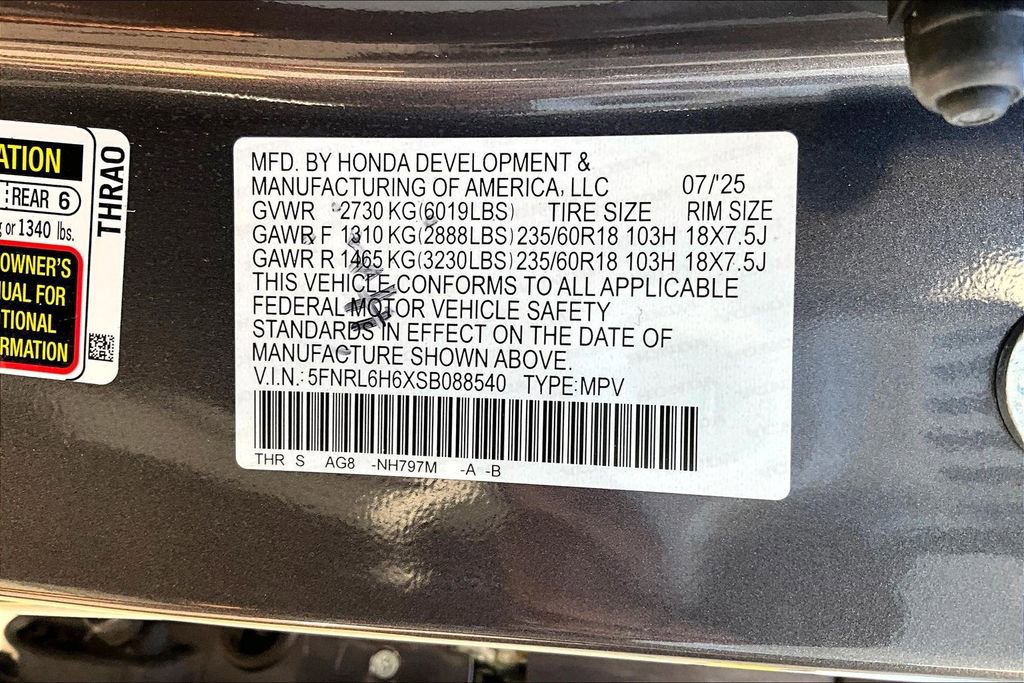 ATION
REAR 6
g or 1340 lbs.
OWNER'S
UAL FOR
TIONAL
RMATION
THRAO
MFD. BY HONDA DEVELOPMENT &
MANUFACTURING OF AMERICA, LLC 07/'25
GVWR 2730 KG(6019LBS) TIRE SIZE RIM SIZE
GAWR F 1310 KG(2888LBS) 235/60R18 103H 18X7.5J
GAWR R 1465 KG(3230LBS) 235/60R18 103H 18X7.5J
THIS VEHICLE CONFORMS TO ALL APPLICABLE
FEDERAL MOTOR VEHICLE SAFETY
STANDARDS IN EFFECT ON THE DATE OF
MANUFACTURE SHOWN ABOVE.
V.I.N.: 5FNRL6H6XSB088540 TYPE:MPV
THR S AG8 -NH797M -A -B